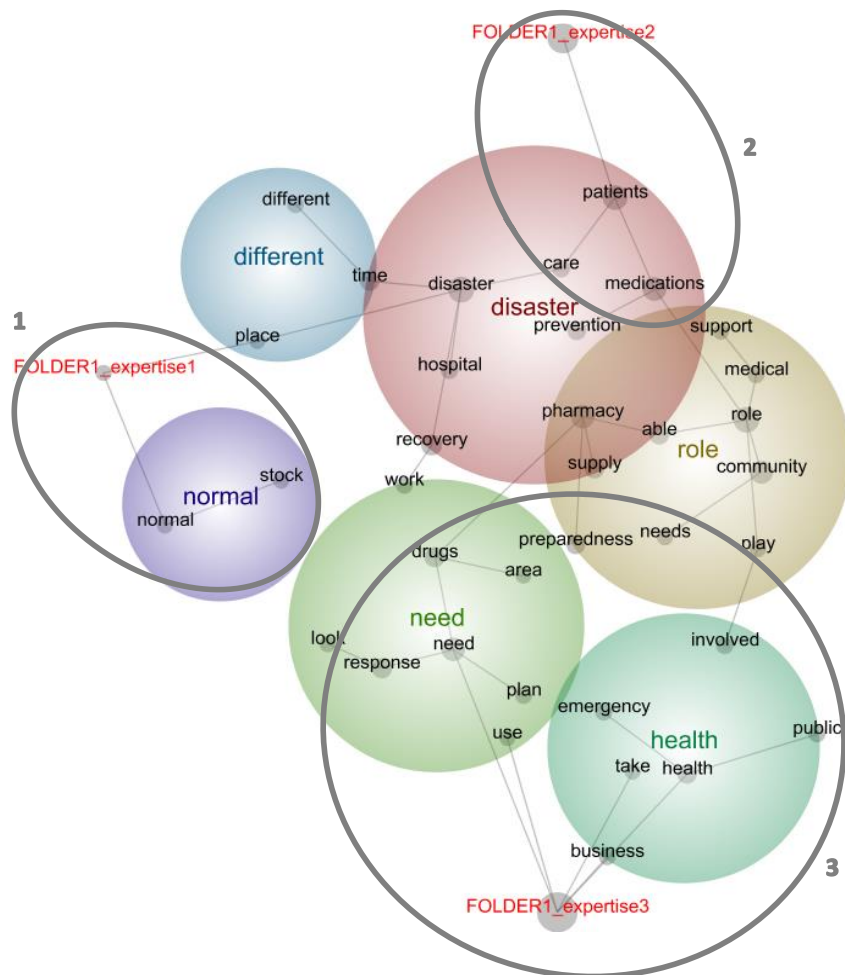 FOLDER1_expertise2
2
patients
different
different
care
time
disaster
medications
disaster
prevention
support
1
place
FOLDER1_expertise1
hospital
medical
pharmacy
role
able
recovery
role
supply
community
stock
work
normal
normal
drugs
preparedness
needs
play
area
need
look
need
involved
response
plan
emergency
use
public
health
take
health
business
3
FOLDER1_expertise3